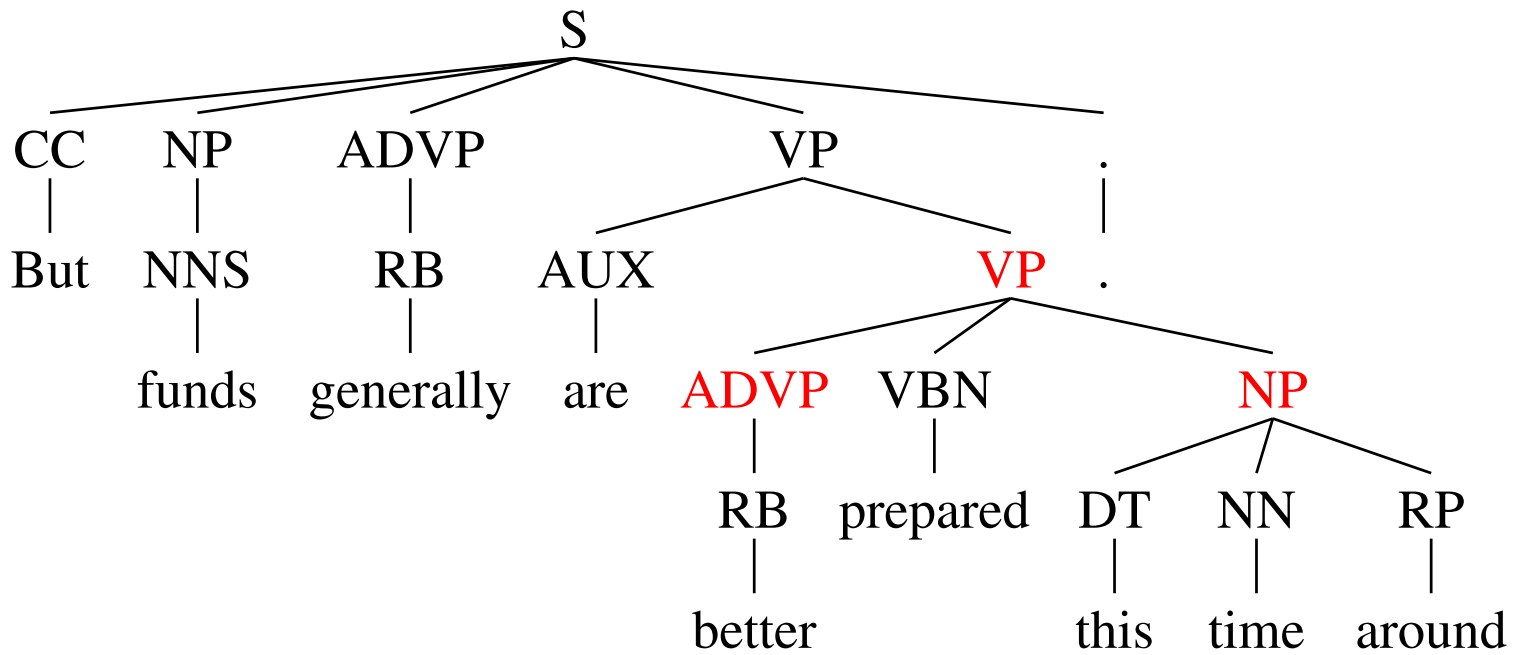 S
CC NP ADVP VP .
But NNS RB AUX VP .
funds generally are ADVP VBN NP
RB prepared DT NN RP
better this time around